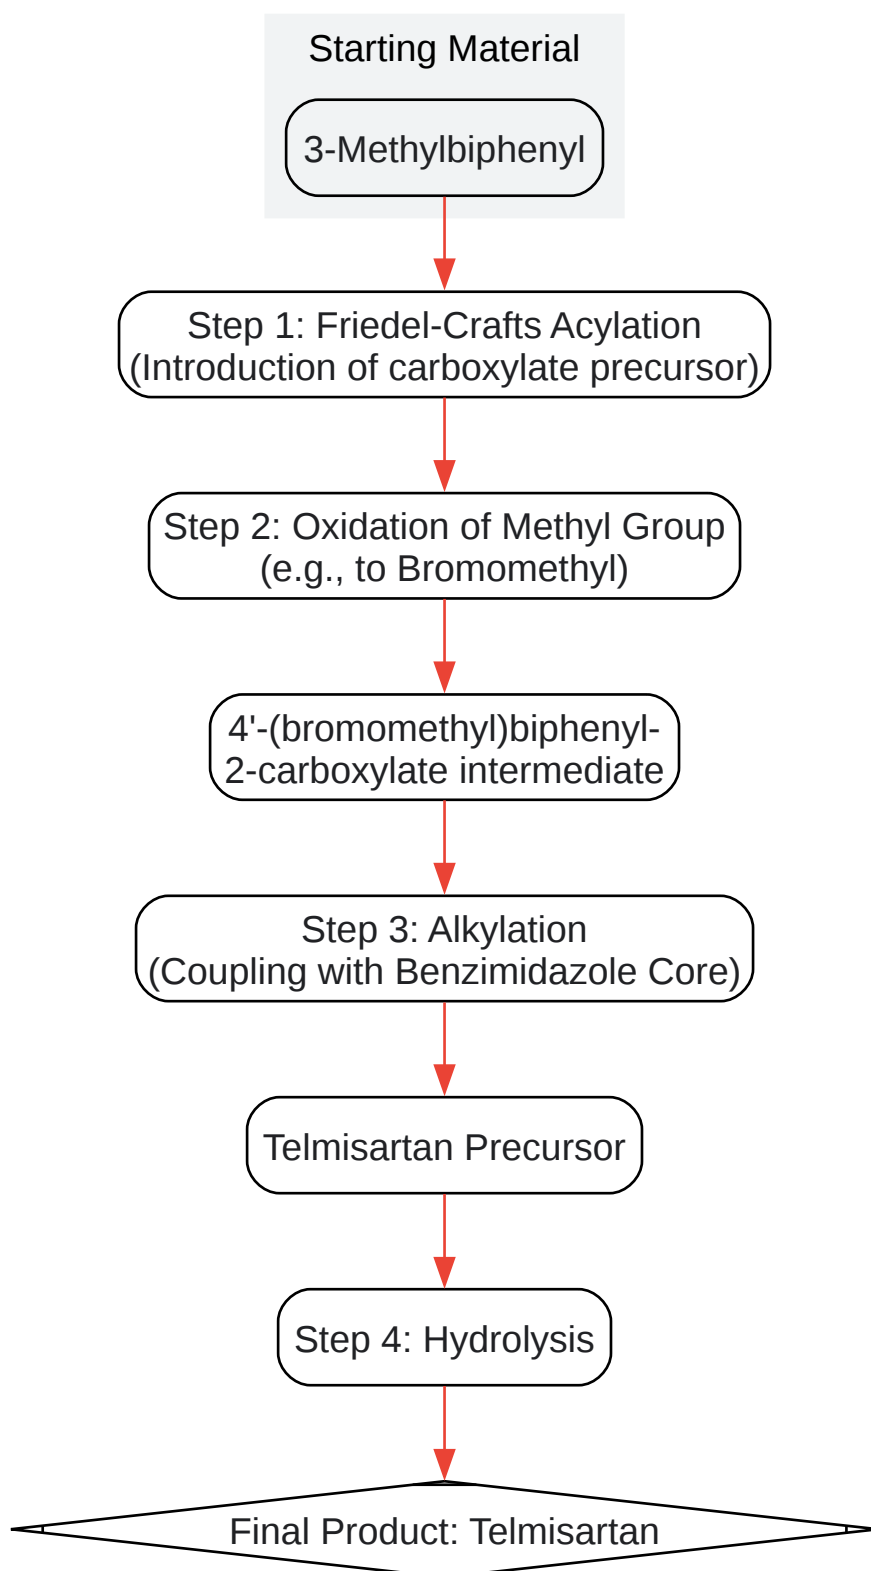 Starting Material
3-Methylbiphenyl
Step 1: Friedel-Crafts Acylation
(Introduction of carboxylate precursor)
Step 2: Oxidation of Methyl Group
(e.g., to Bromomethyl)
4'-(bromomethyl)biphenyl-
2-carboxylate intermediate
Step 3: Alkylation
(Coupling with Benzimidazole Core)
Telmisartan Precursor
Step 4: Hydrolysis
Final Product: Telmisartan